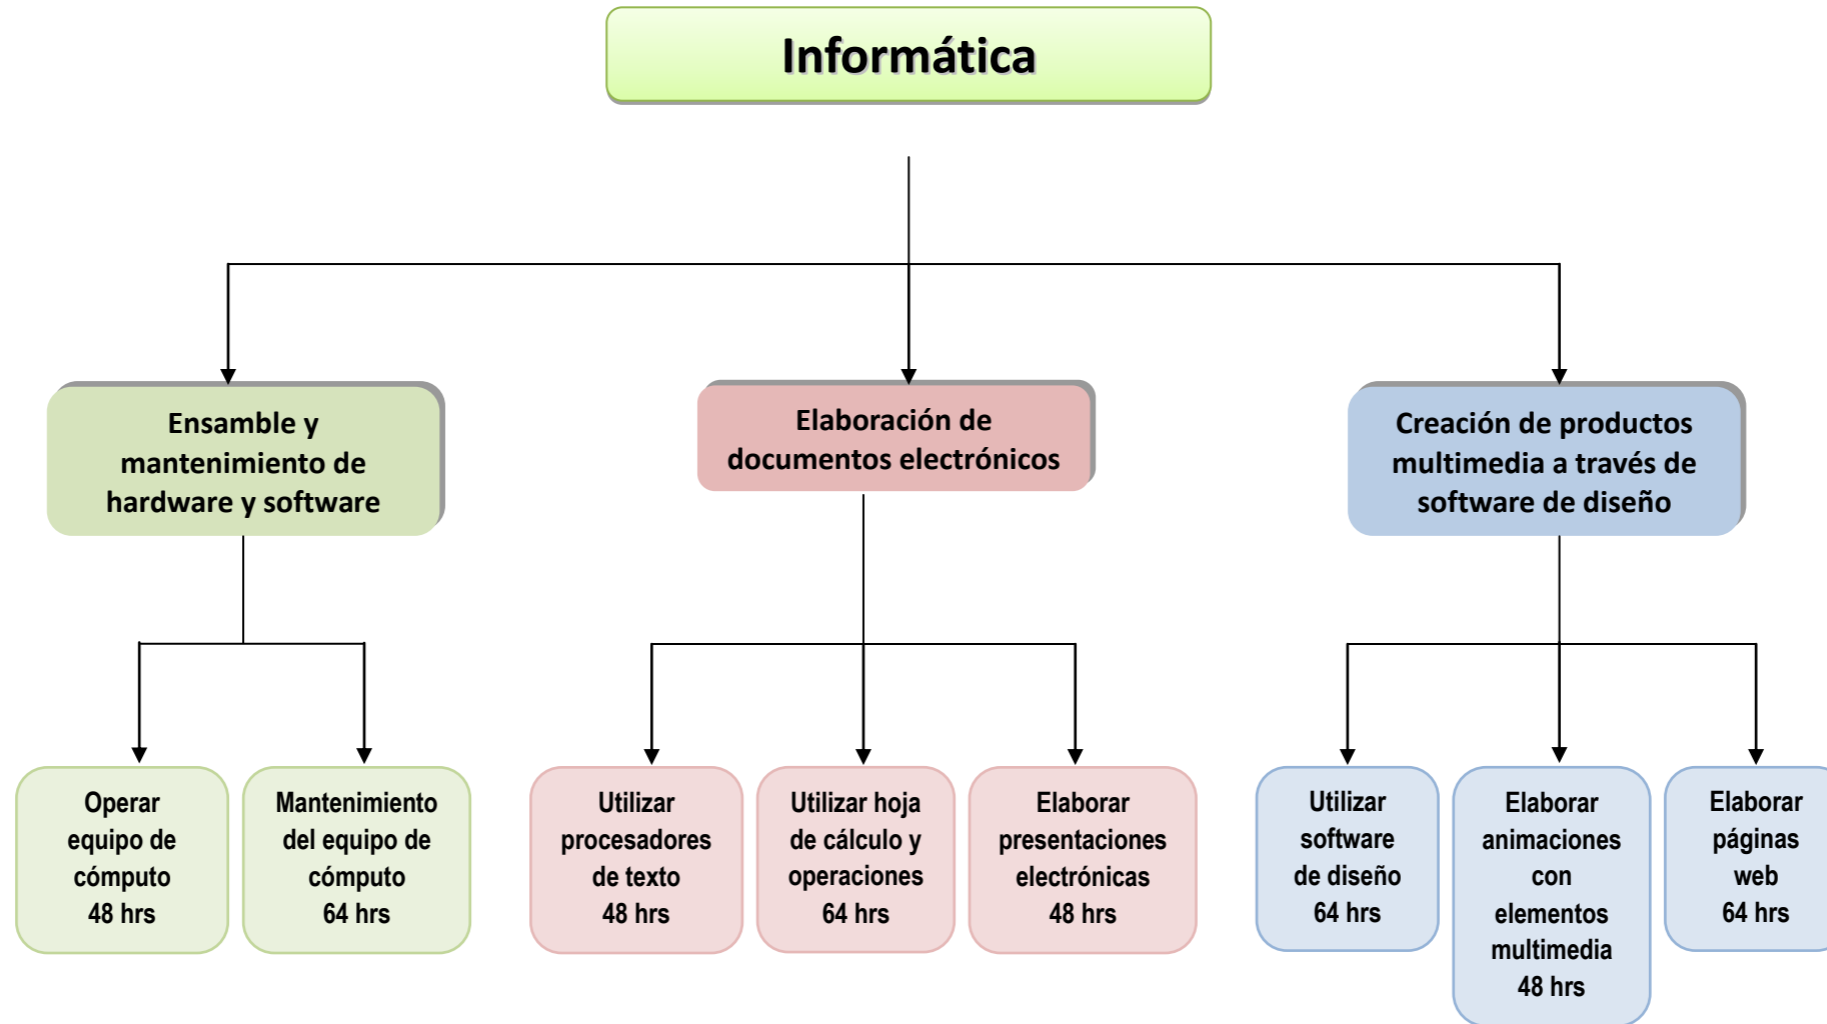 Informática
Ensamble y
mantenimiento de
hardware y software
Elaboración de
documentos electrónicos
Creación de productos
multimedia a través de
software de diseño
Operar
equipo de
cómputo
48 hrs
Mantenimiento
del equipo de
cómputo
64 hrs
Utilizar
procesadores
de texto
48 hrs
Utilizar hoja
de cálculo y
operaciones
64 hrs
Elaborar
presentaciones
electrónicas
48 hrs
Utilizar
software
de diseño
64 hrs
Elaborar
animaciones
con
elementos
multimedia
48 hrs
Elaborar
páginas
web
64 hrs